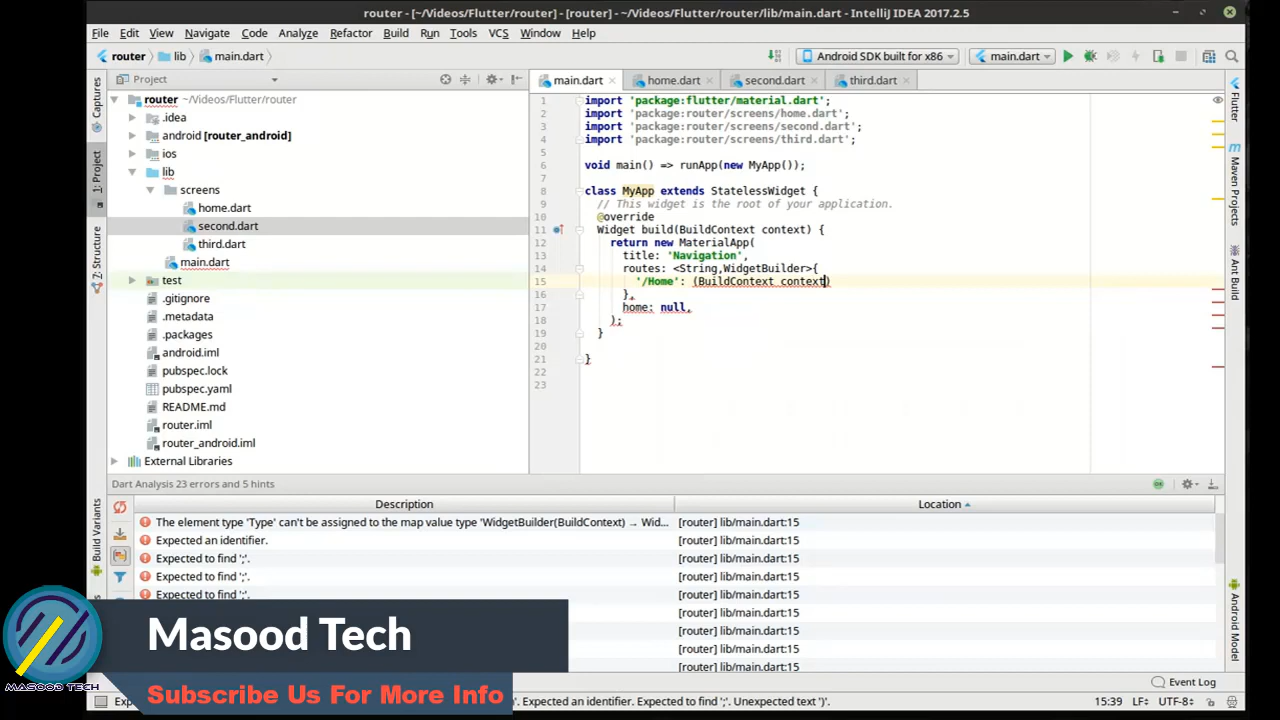 router - [~/Videos/Flutter/router] - [router] - ~/Videos/Flutter/router/lib/main.dart - IntelliJ IDEA 2017.2.5
File Edit View Navigate Code Analyze Refactor Build Run Tools VCS Window Help
router lib main.dart Android SDK built for x86 main.dart
Project
main.dart home.dart second.dart third.dart
Captures
1: Project
7: Structure
Build Variants
router ~/Videos/Flutter/router
.idea
android [router_android]
ios
lib
screens
home.dart
second.dart
third.dart
main.dart
test
.gitignore
.metadata
.packages
android.iml
pubspec.lock
pubspec.yaml
README.md
router.iml
router_android.iml
External Libraries
1 import 'package:flutter/material.dart';
2 import 'package:router/screens/home.dart';
3 import 'package:router/screens/second.dart';
4 import 'package:router/screens/third.dart';
5
6 void main() => runApp(new MyApp());
7
8 class MyApp extends StatelessWidget {
9 // This widget is the root of your application.
10 @override
11 Widget build(BuildContext context) {
12 return new MaterialApp(
13 title: 'Navigation',
14 routes: <String,WidgetBuilder>{
15 '/Home': (BuildContext context)
16 },
17 home: null,
18 );
19 }
20
21 }
22
23
Flutter
Maven Projects
Ant Build
Android Model
Dart Analysis 23 errors and 5 hints
Description Location
The element type 'Type' can't be assigned to the map value type 'WidgetBuilder(BuildContext) → Wid... [router] lib/main.dart:15
Expected an identifier. [router] lib/main.dart:15
Expected to find ';'. [router] lib/main.dart:15
Expected to find ';'. [router] lib/main.dart:15
Expected to find ';'. [router] lib/main.dart:15
[router] lib/main.dart:15
[router] lib/main.dart:15
[router] lib/main.dart:15
[router] lib/main.dart:15
Masood Tech
MASOOD TECH
Subscribe Us For More Info
Event Log
'. Expected an identifier. Expected to find ';'. Unexpected text ')'. 15:39 LF÷ UTF-8÷